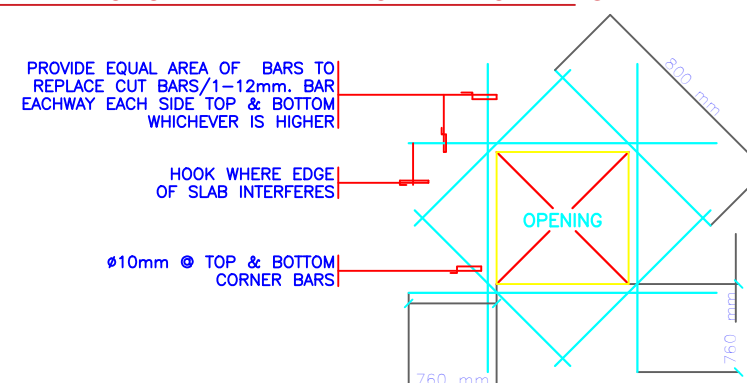 PROVIDE EQUAL AREA OF BARS TO
REPLACE CUT BARS/1-12mm. BAR
EACHWAY EACH SIDE TOP & BOTTOM
WHICHEVER IS HIGHER
HOOK WHERE EDGE
OF SLAB INTERFERES
ø10mm @ TOP & BOTTOM
CORNER BARS
OPENING
800 mm
760 mm
760 mm